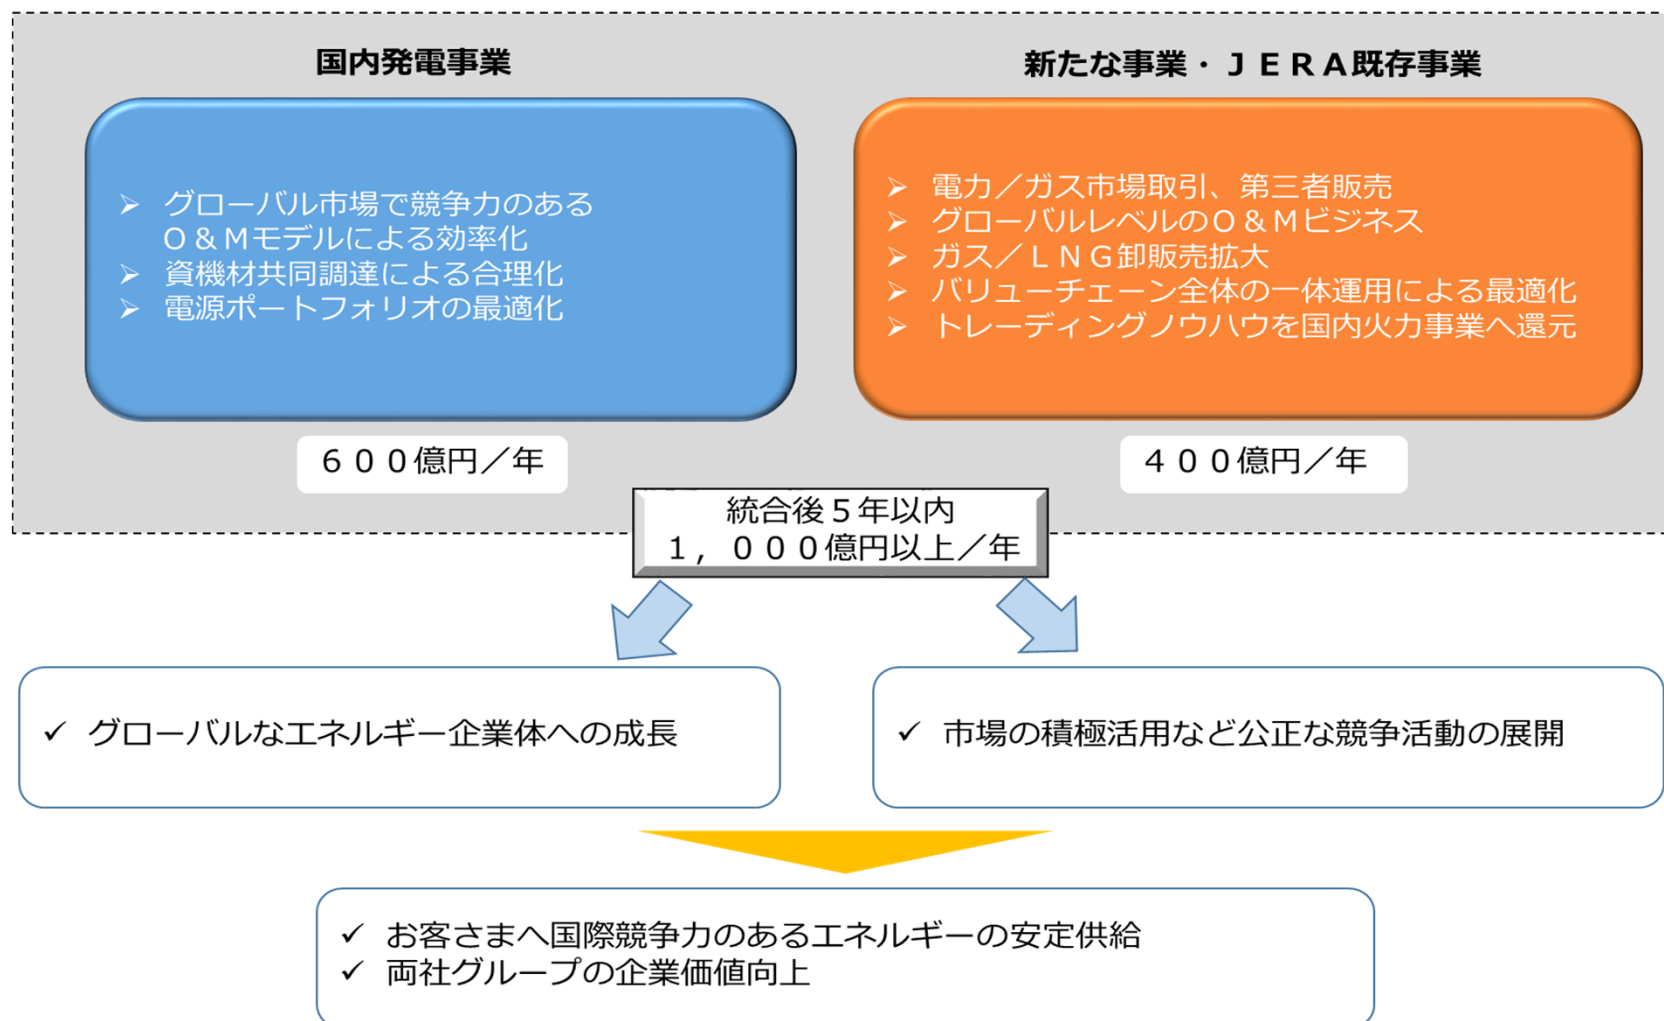 国内発電事業
グローバル市場で競争力のある
O＆Mモデルによる効率化
資機材共同調達による合理化
電源ポートフォリオの最適化
６００億円／年
新たな事業・ＪＥＲＡ既存事業
電力／ガス市場取引、第三者販売
グローバルレベルのＯ＆Ｍビジネス
ガス／ＬＮＧ卸販売拡大
バリューチェーン全体の一体運用による最適化
トレーディングノウハウを国内火力事業へ還元
４００億円／年
統合後５年以内
１，０００億円以上／年
グローバルなエネルギー企業体への成長
市場の積極活用など公正な競争活動の展開
お客さまへ国際競争力のあるエネルギーの安定供給
両社グループの企業価値向上